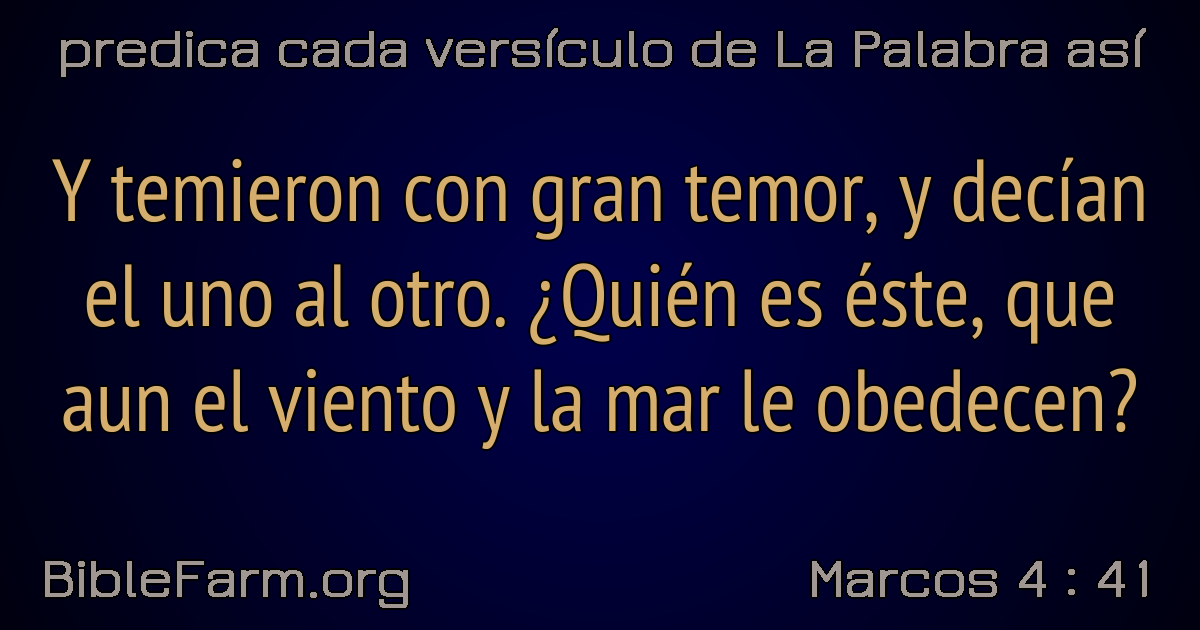 predica cada versículo de La Palabra así
Y temieron con gran temor, y decían
el uno al otro. ¿Quién es éste, que
aun el viento y la mar le obedecen?
BibleFarm.org
Marcos 4 : 41